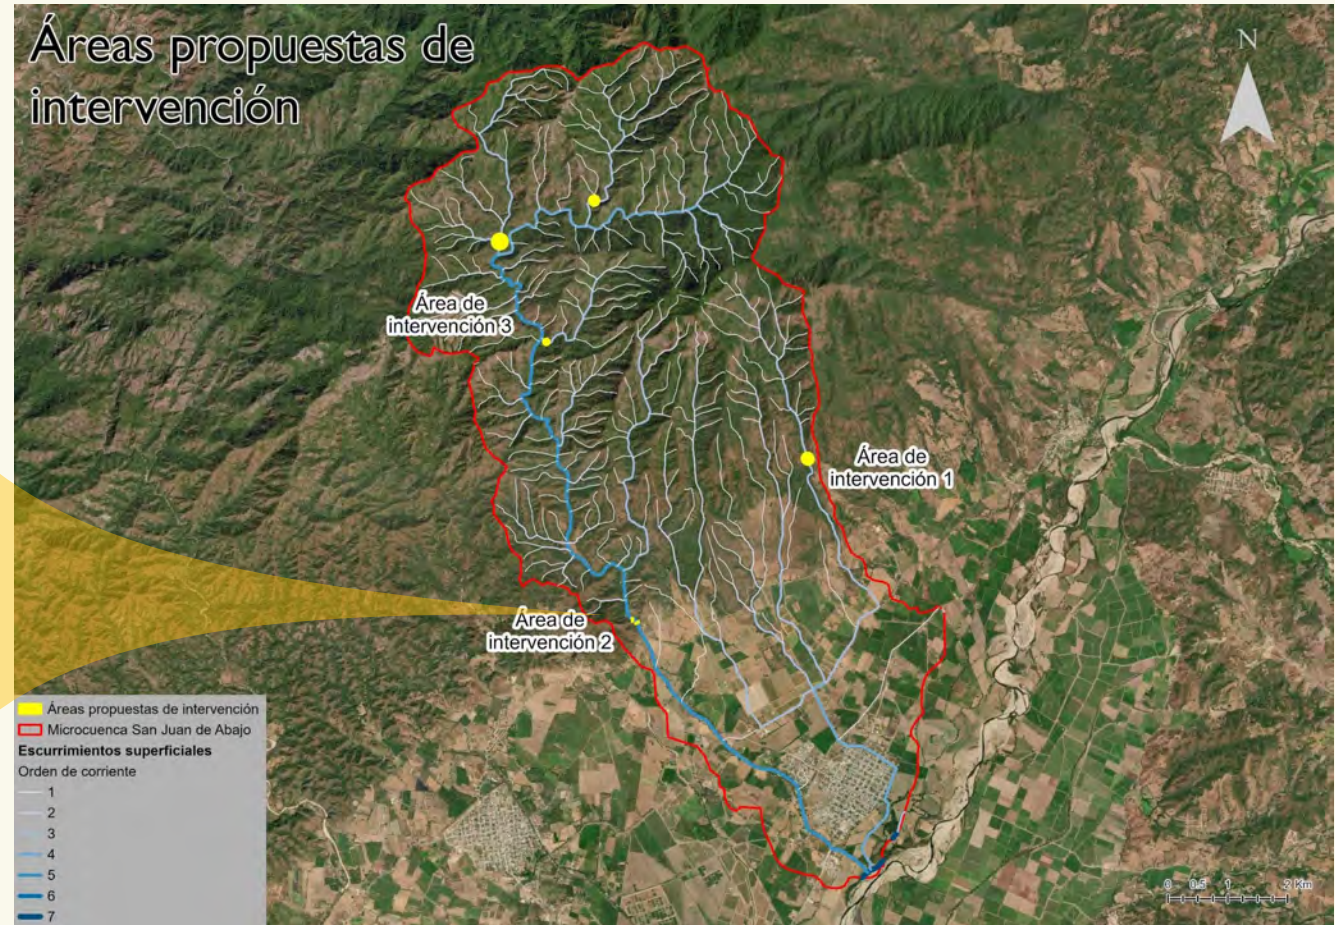 Áreas propuestas de
intervención
N
Área de
intervención 3
Área de
intervención 1
Área de
intervención 2
Áreas propuestas de intervención
Microcuenca San Juan de Abajo
Escurrimientos superficiales
Orden de corriente
1
2
3
4
5
6
7
0 0.5 1 2 Km